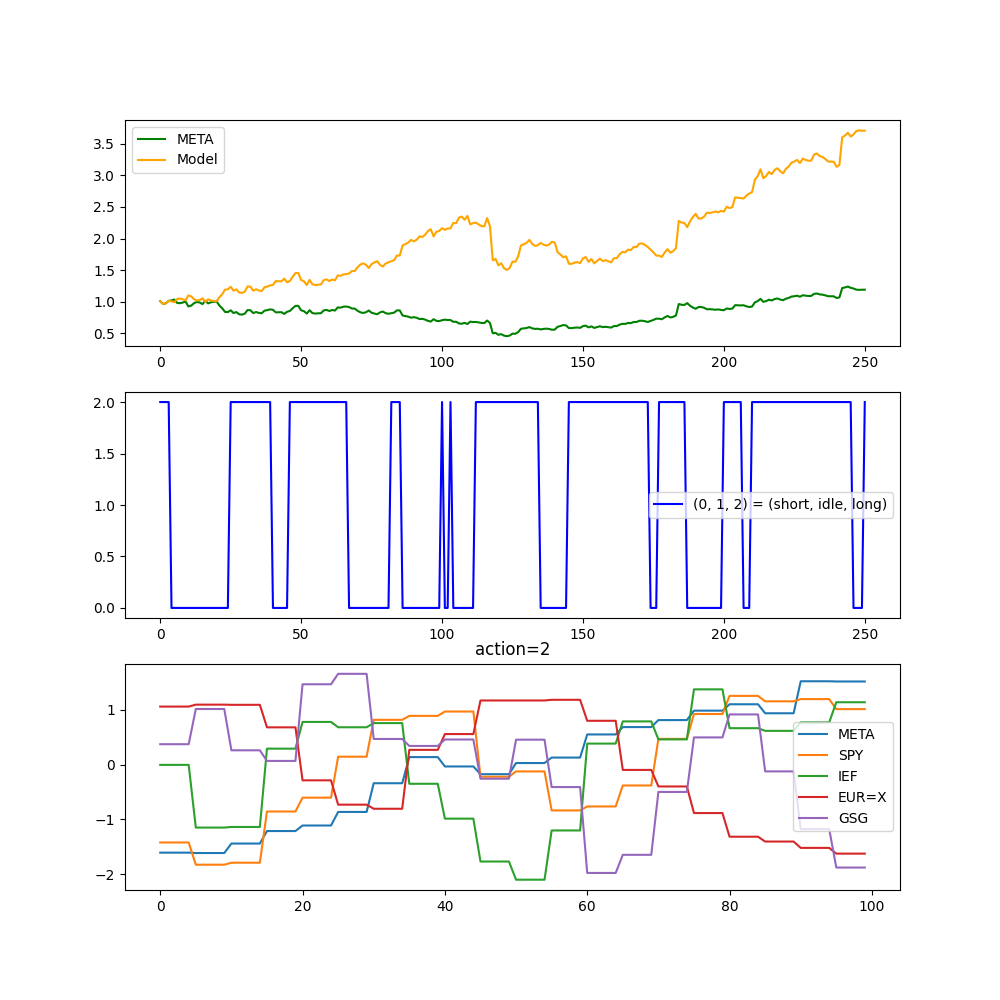 META
Model
3.5
3.0
2.5
2.0
1.5
1.0
0.5
0 50 100 150 200 250
2.0
1.5
1.0
0.5
0.0
(0, 1, 2) = (short, idle, long)
0 50 100 150 200 250
action=2
1
0
−1
−2
META
SPY
IEF
EUR=X
GSG
0 20 40 60 80 100